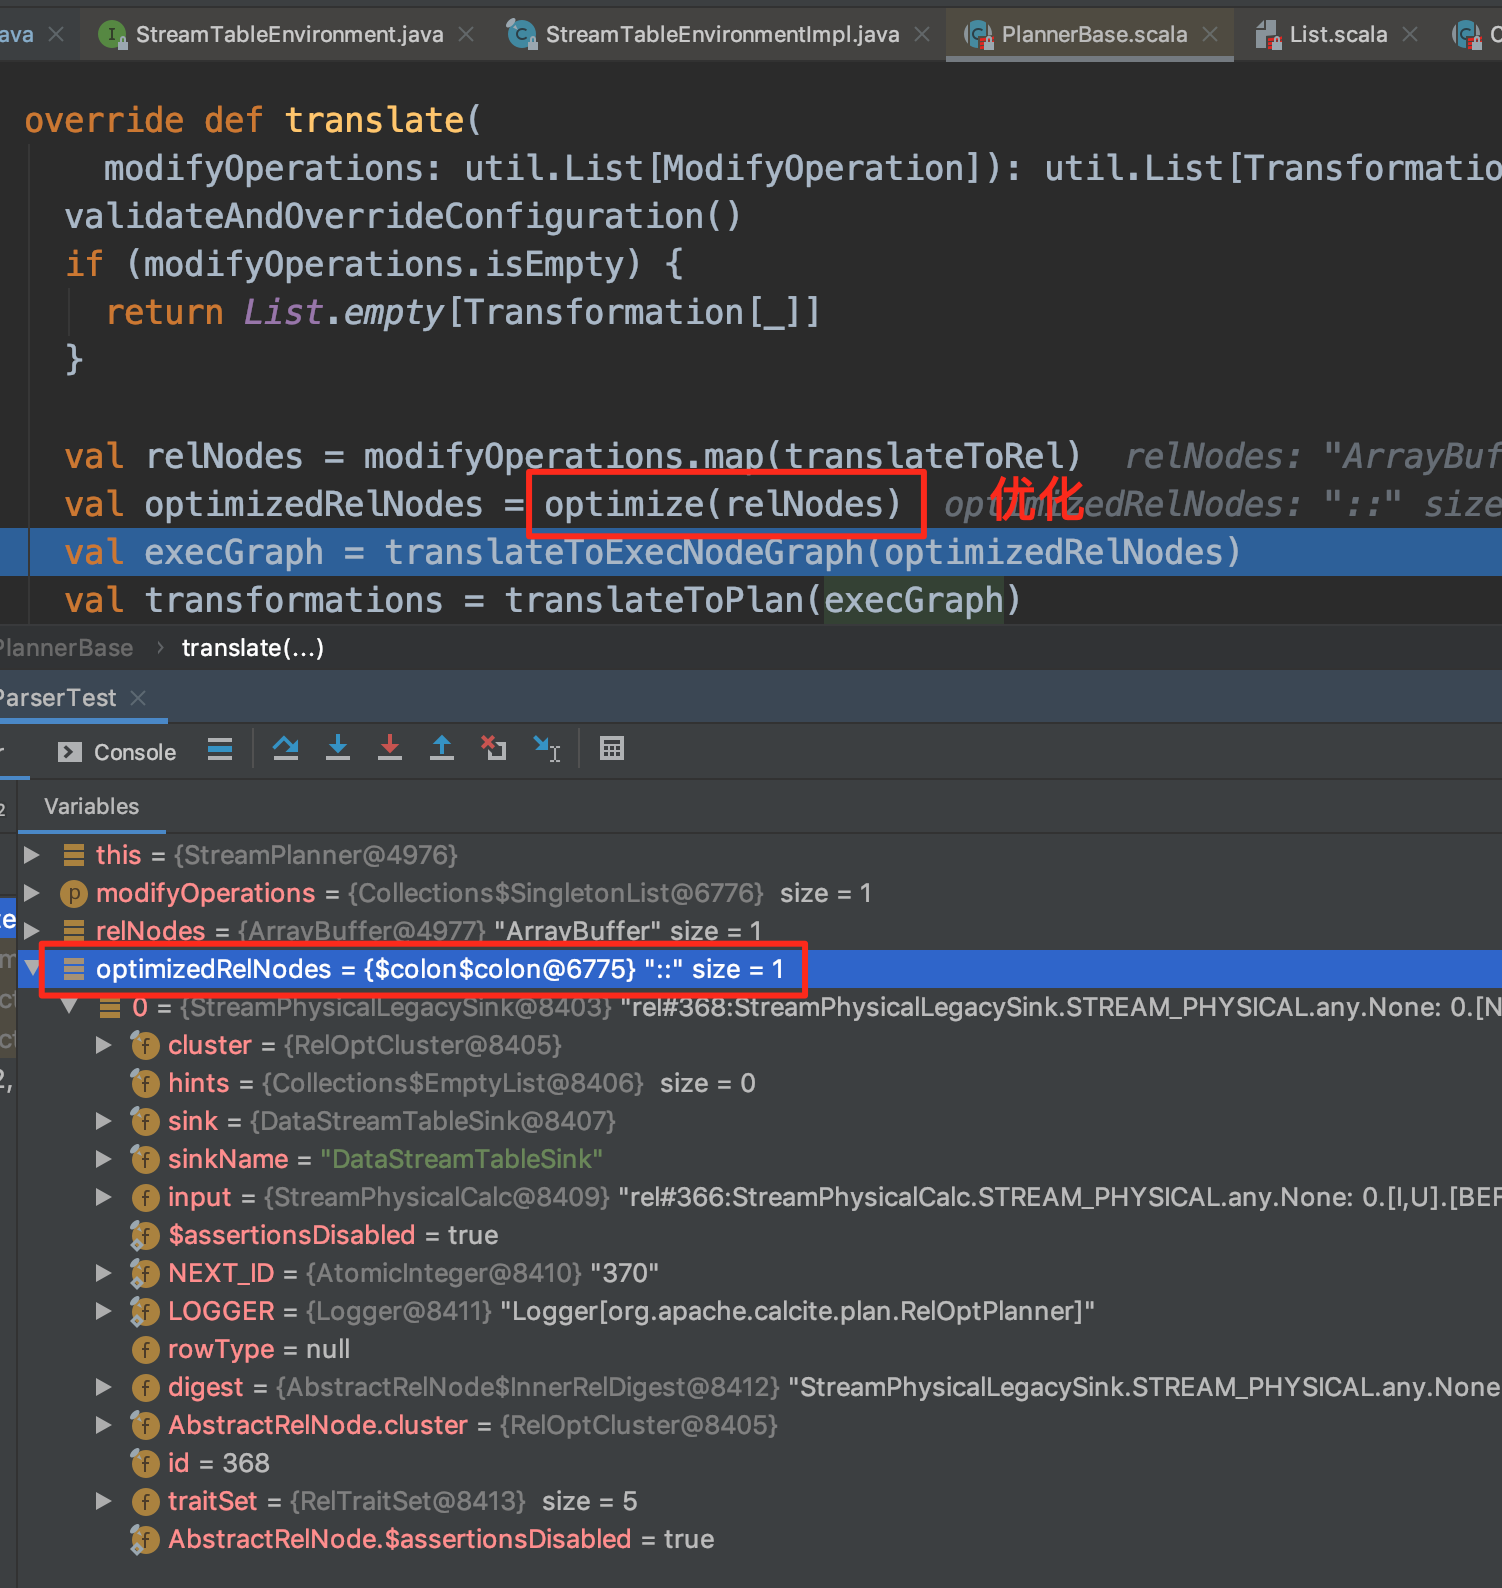 ava StreamTableEnvironment.java StreamTableEnvironmentImpl.java PlannerBase.scala List.scala
override def translate(
modifyOperations: util.List[ModifyOperation]): util.List[Transformatio
validateAndOverrideConfiguration()
if (modifyOperations.isEmpty) {
return List.empty[Transformation[_]]
}
val relNodes = modifyOperations.map(translateToRel) relNodes: "ArrayBuf
val optimizedRelNodes = optimize(relNodes) optimizedRelNodes: "::" size
优化
val execGraph = translateToExecNodeGraph(optimizedRelNodes)
val transformations = translateToPlan(execGraph)
PlannerBase › translate(...)
ParserTest
Console
Variables
this = {StreamPlanner@4976}
modifyOperations = {Collections$SingletonList@6776} size = 1
relNodes = {ArrayBuffer@4977} "ArrayBuffer" size = 1
optimizedRelNodes = {$colon$colon@6775} "::" size = 1
0 = {StreamPhysicalLegacySink@8403} "rel#368:StreamPhysicalLegacySink.STREAM_PHYSICAL.any.None: 0.[N
cluster = {RelOptCluster@8405}
hints = {Collections$EmptyList@8406} size = 0
sink = {DataStreamTableSink@8407}
sinkName = "DataStreamTableSink"
input = {StreamPhysicalCalc@8409} "rel#366:StreamPhysicalCalc.STREAM_PHYSICAL.any.None: 0.[I,U].[BEF
$assertionsDisabled = true
NEXT_ID = {AtomicInteger@8410} "370"
LOGGER = {Logger@8411} "Logger[org.apache.calcite.plan.RelOptPlanner]"
rowType = null
digest = {AbstractRelNode$InnerRelDigest@8412} "StreamPhysicalLegacySink.STREAM_PHYSICAL.any.None
AbstractRelNode.cluster = {RelOptCluster@8405}
id = 368
traitSet = {RelTraitSet@8413} size = 5
AbstractRelNode.$assertionsDisabled = true